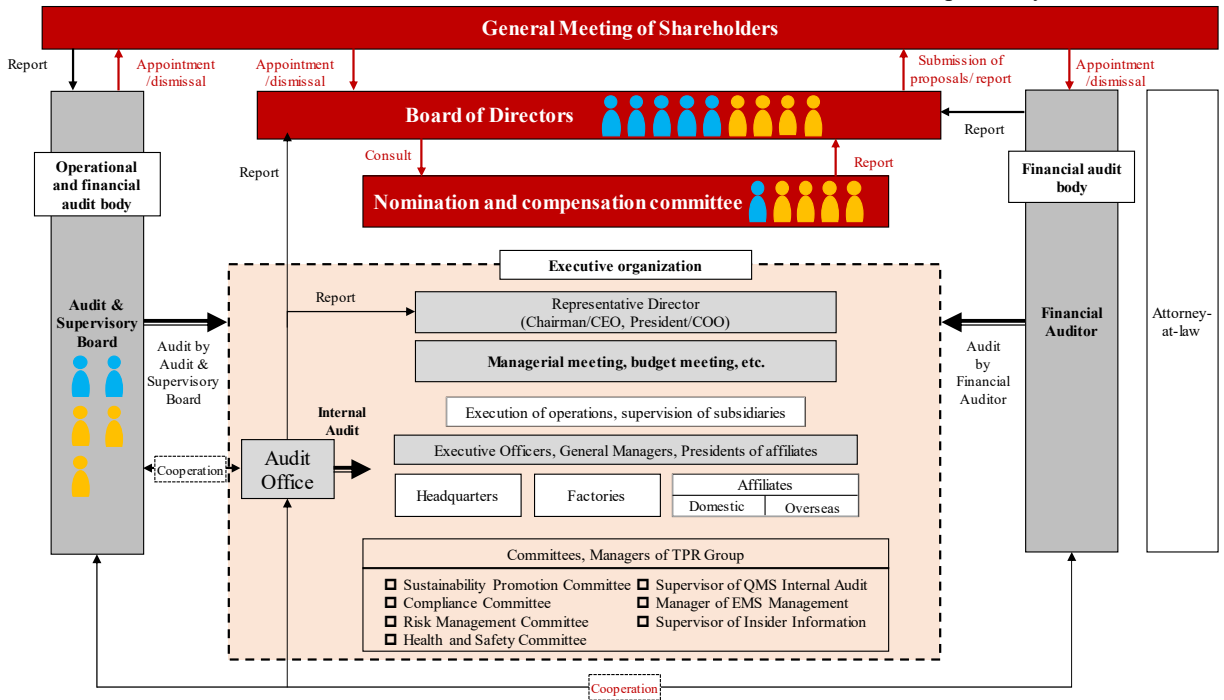 General Meeting of Shareholders
Report
Appointment
/dismissal
Appointment
/dismissal
Submission of
proposals/ report
Appointment
/dismissal
Board of Directors
Report
Consult
Report
Report
Operational
and financial
audit body
Financial audit
body
Nomination and compensation committee
Executive organization
Report
Representative Director
(Chairman/CEO, President/COO)
Audit &
Supervisory
Board
Financial
Auditor
Attorney-
at-law
Audit by
Audit &
Supervisory
Board
Audit
by
Financial
Auditor
Managerial meeting, budget meeting, etc.
Execution of operations, supervision of subsidiaries
Internal
Audit
Executive Officers, General Managers, Presidents of affiliates
Cooperation
Audit
Office
Headquarters
Factories
Affiliates
Domestic
Overseas
Committees, Managers of TPR Group
Sustainability Promotion Committee
Compliance Committee
Risk Management Committee
Health and Safety Committee
Supervisor of QMS Internal Audit
Manager of EMS Management
Supervisor of Insider Information
Cooperation